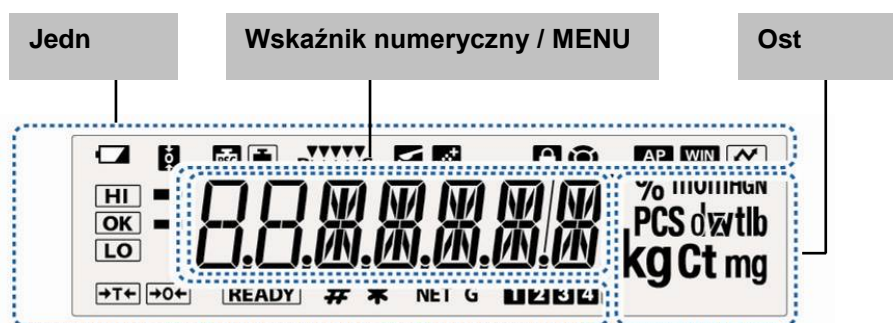 Jedn
Wskaźnik numeryczny / MENU
Ost
AP WIN
HI
OK
LO
%
PCS
kg Ct mg
→T← →0← READY # * NET G 1 2 3 4